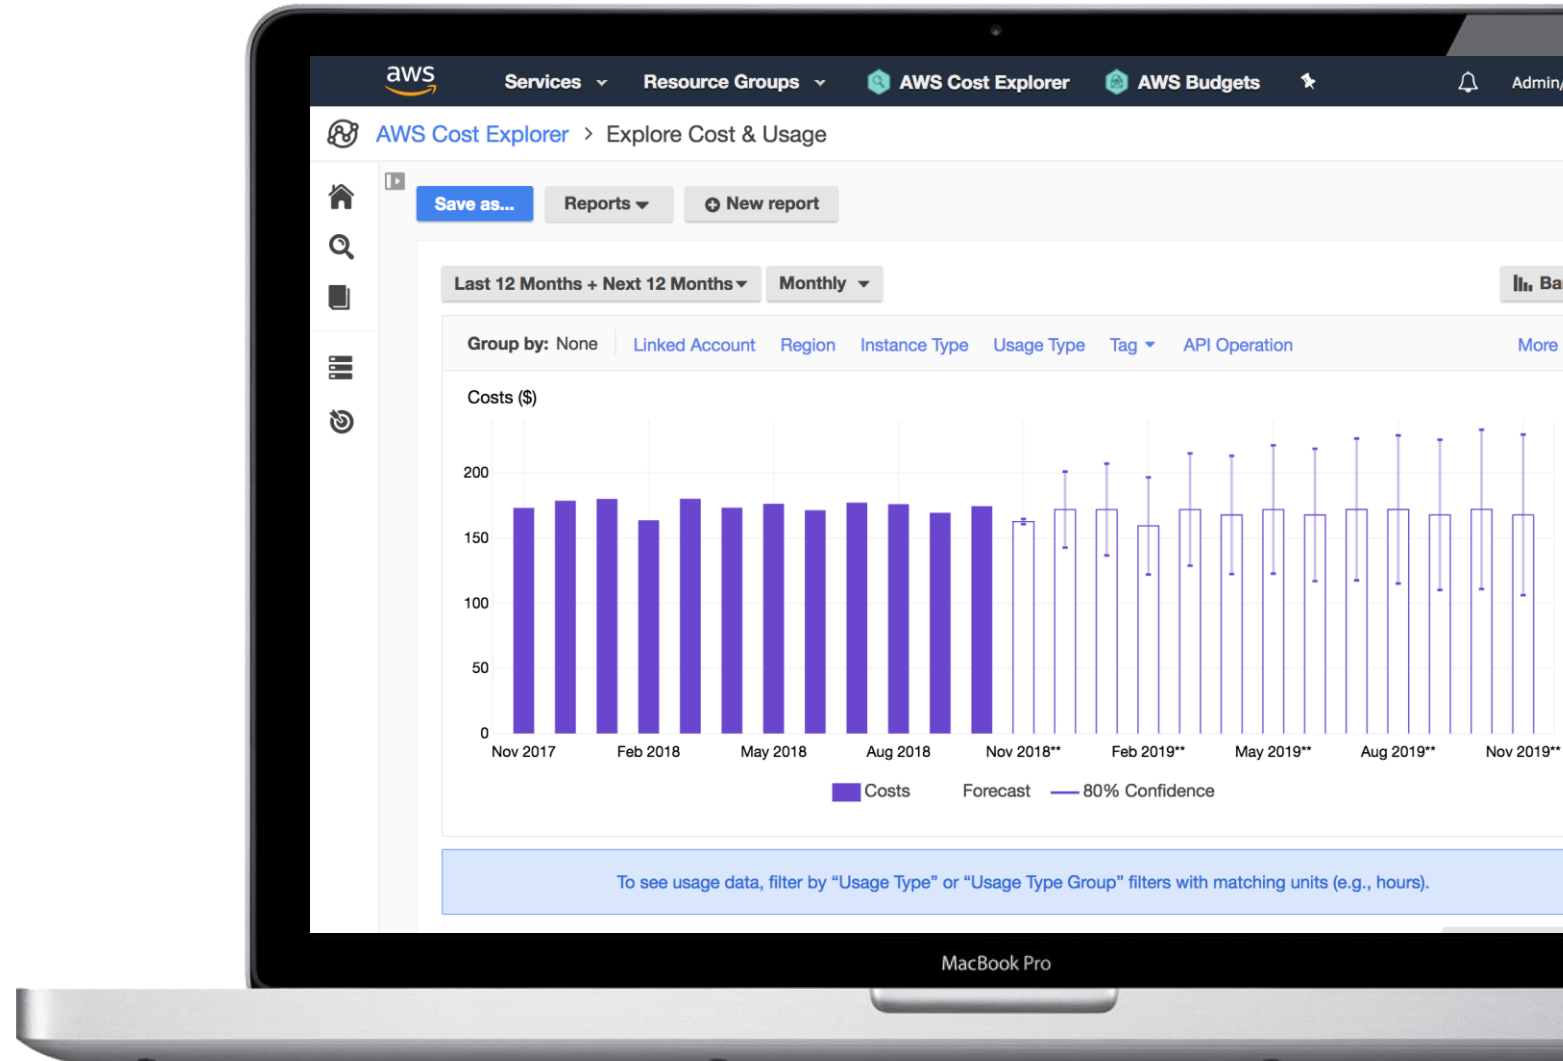 aws
Services
Resource Groups
AWS Cost Explorer
AWS Budgets
Admin/
AWS Cost Explorer > Explore Cost & Usage
Save as...
Reports
New report
Last 12 Months + Next 12 Months
Monthly
Group by: None
Linked Account
Region
Instance Type
Usage Type
Tag
API Operation
More
Costs ($)
200
150
100
50
0
Nov 2017
Feb 2018
May 2018
Aug 2018
Nov 2018**
Feb 2019**
May 2019**
Aug 2019**
Nov 2019**
Costs
Forecast
80% Confidence
To see usage data, filter by “Usage Type” or “Usage Type Group” filters with matching units (e.g., hours).
MacBook Pro